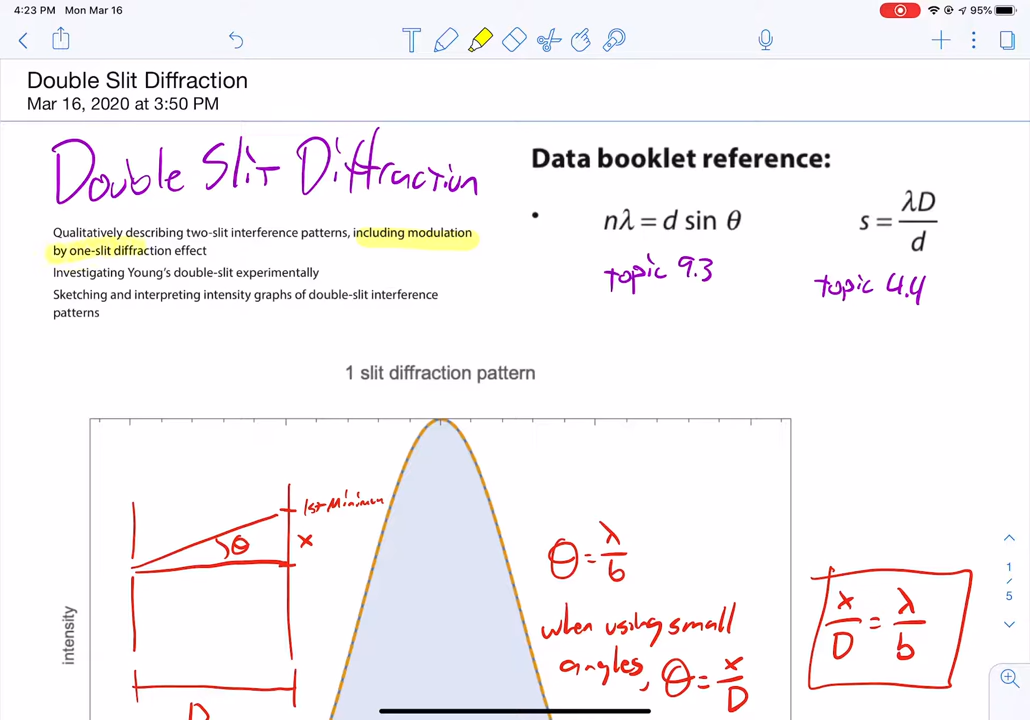 4:23 PM Mon Mar 16
95%
T
Double Slit Diffraction
Mar 16, 2020 at 3:50 PM
Double Slit Diffraction
Qualitatively describing two-slit interference patterns, including modulation
by one-slit diffraction effect
Investigating Young's double-slit experimentally
Sketching and interpreting intensity graphs of double-slit interference
patterns
Data booklet reference:
• nλ = d sin θ
topic 9.3
s = λD/d
topic 4.4
1 slit diffraction pattern
intensity
1st Minimum
θ
x
D
θ = λ/b
when using small
angles, θ = x/D
x/D = λ/b
1
/
5